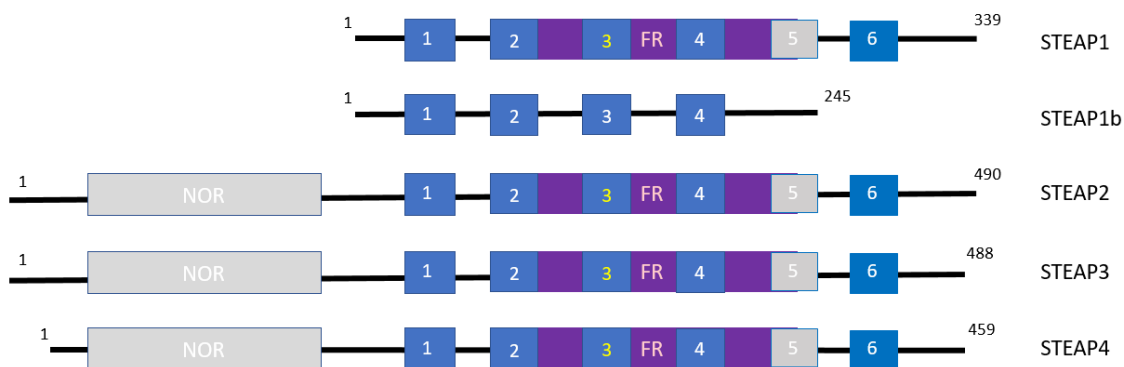 1 339
1 2 3 FR 4 5 6 STEAP1
1 245
1 2 3 4 STEAP1b
1 490
NOR 1 2 3 FR 4 5 6 STEAP2
1 488
NOR 1 2 3 FR 4 5 6 STEAP3
1 459
NOR 1 2 3 FR 4 5 6 STEAP4